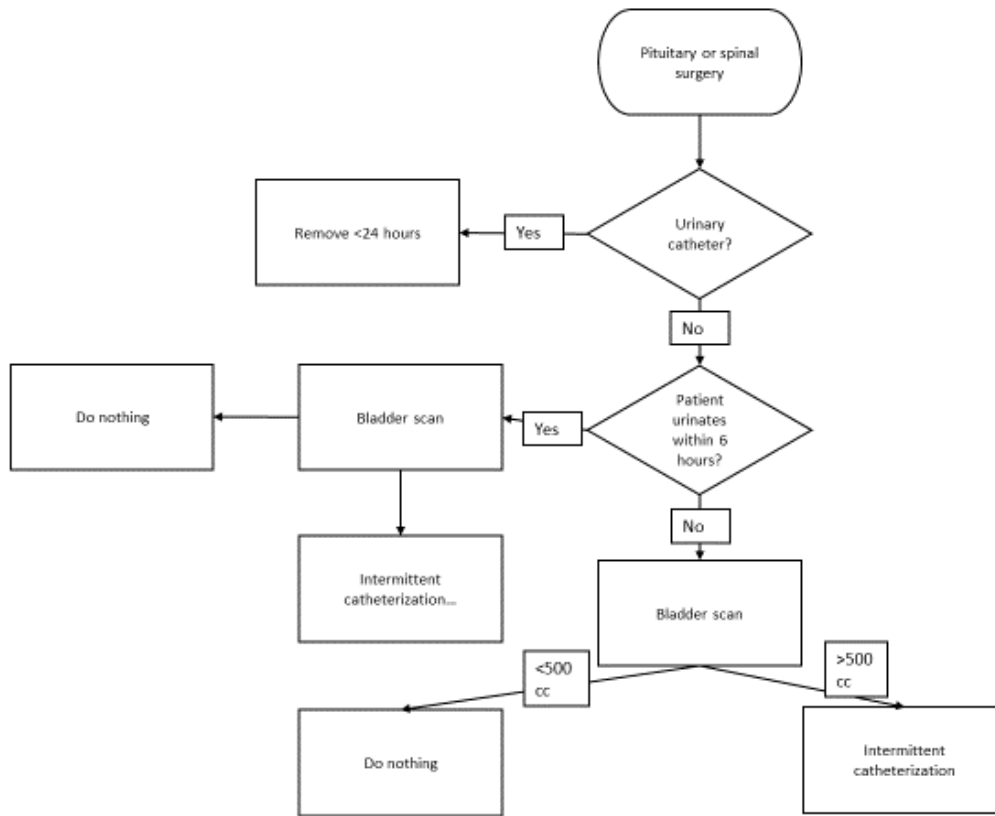 Pituitary or spinal
surgery
Remove <24 hours
Yes
Urinary
catheter?
No
Do nothing
Bladder scan
Yes
Patient
urinates
within 6
hours?
No
Intermittent
catheterization...
Bladder scan
<500
cc
>500
cc
Do nothing
Intermittent
catheterization